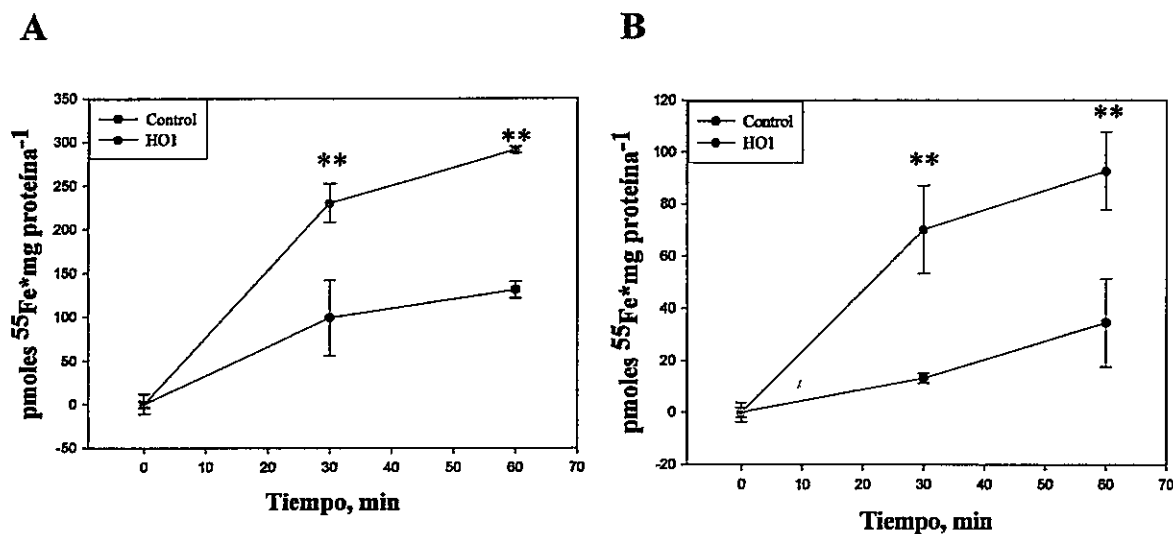 A
B
350
300
250
200
150
100
50
0
-50
Control
HO1
**
**
pmoles ⁵⁵Fe*mg proteína⁻¹
0 10 20 30 40 50 60 70
Tiempo, min
120
100
80
60
40
20
0
-20
Control
HO1
**
**
pmoles ⁵⁵Fe*mg proteína⁻¹
0 10 20 30 40 50 60 70
Tiempo, min